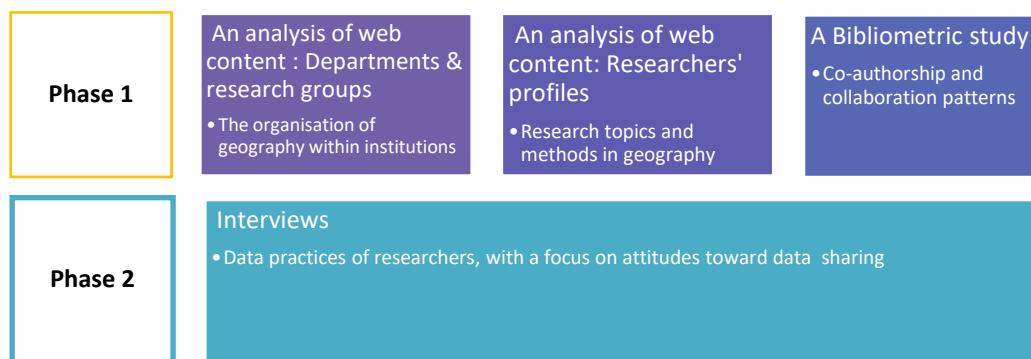 Phase 1
An analysis of web
content : Departments &
research groups
•The organisation of
geography within institutions
An analysis of web
content: Researchers'
profiles
•Research topics and
methods in geography
A Bibliometric study
•Co-authorship and
collaboration patterns
Phase 2
Interviews
•Data practices of researchers, with a focus on attitudes toward data  sharing